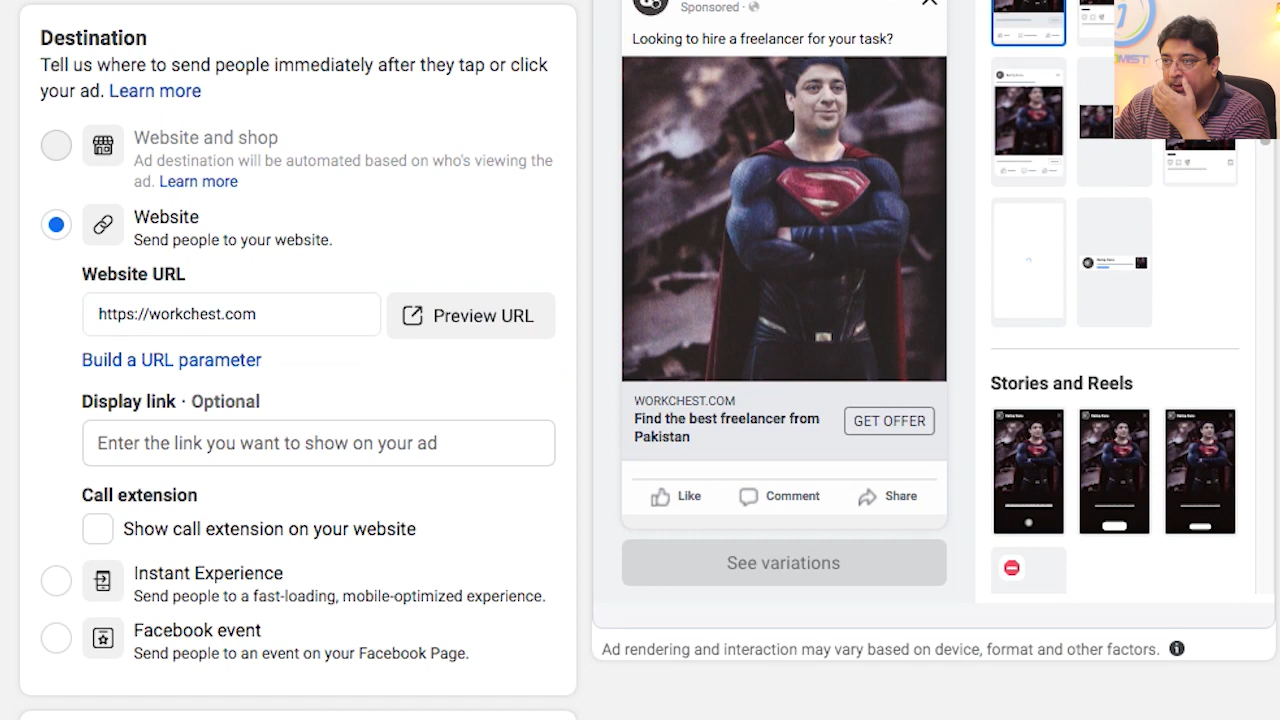 Destination
Tell us where to send people immediately after they tap or click
your ad. Learn more
Website and shop
Ad destination will be automated based on who's viewing the
ad. Learn more
Website
Send people to your website.
Website URL
https://workchest.com
Preview URL
Build a URL parameter
Display link · Optional
Enter the link you want to show on your ad
Call extension
Show call extension on your website
Instant Experience
Send people to a fast-loading, mobile-optimized experience.
Facebook event
Send people to an event on your Facebook Page.
Sponsored ·
Looking to hire a freelancer for your task?
WORKCHEST.COM
Find the best freelancer from
Pakistan
GET OFFER
Like
Comment
Share
See variations
Stories and Reels
Ad rendering and interaction may vary based on device, format and other factors.